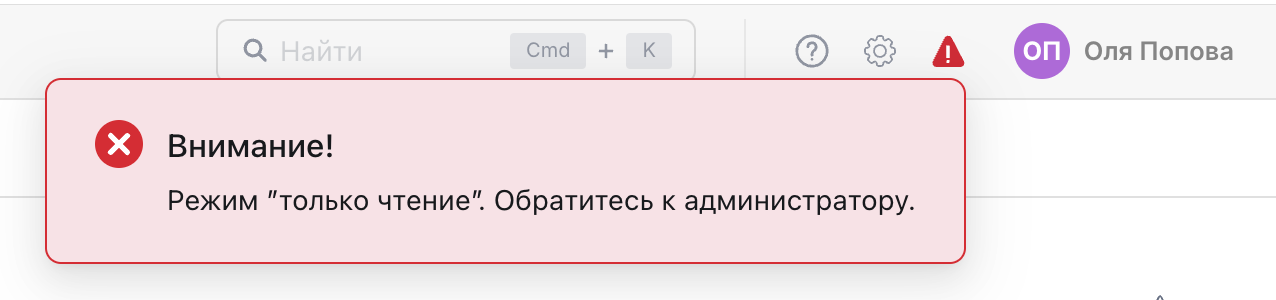 Найти Cmd + K ОП Оля Попова
Внимание!
Режим "только чтение". Обратитесь к администратору.